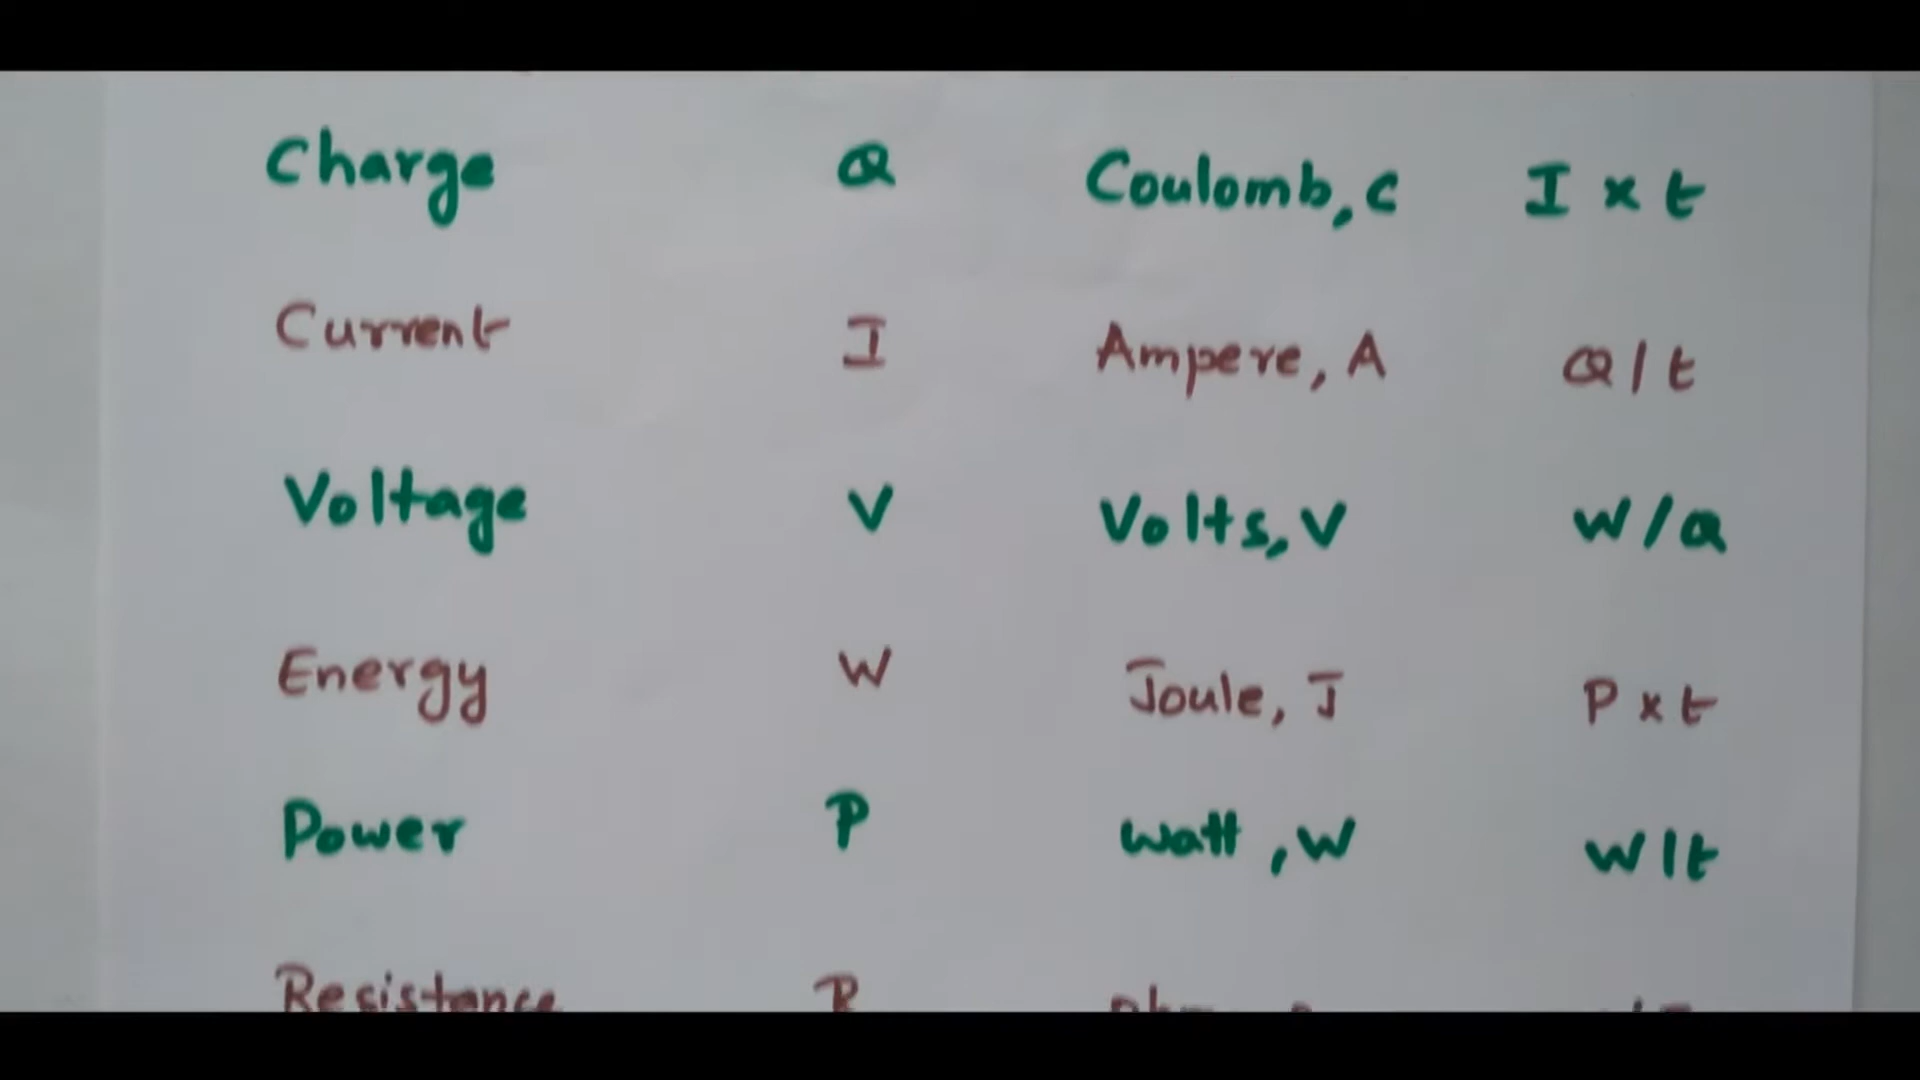 Charge Q Coulomb, C I x t
Current I Ampere, A Q/t
Voltage V Volts, V W/Q
Energy W Joule, J P x t
Power P Watt, W W/t
Resistance R